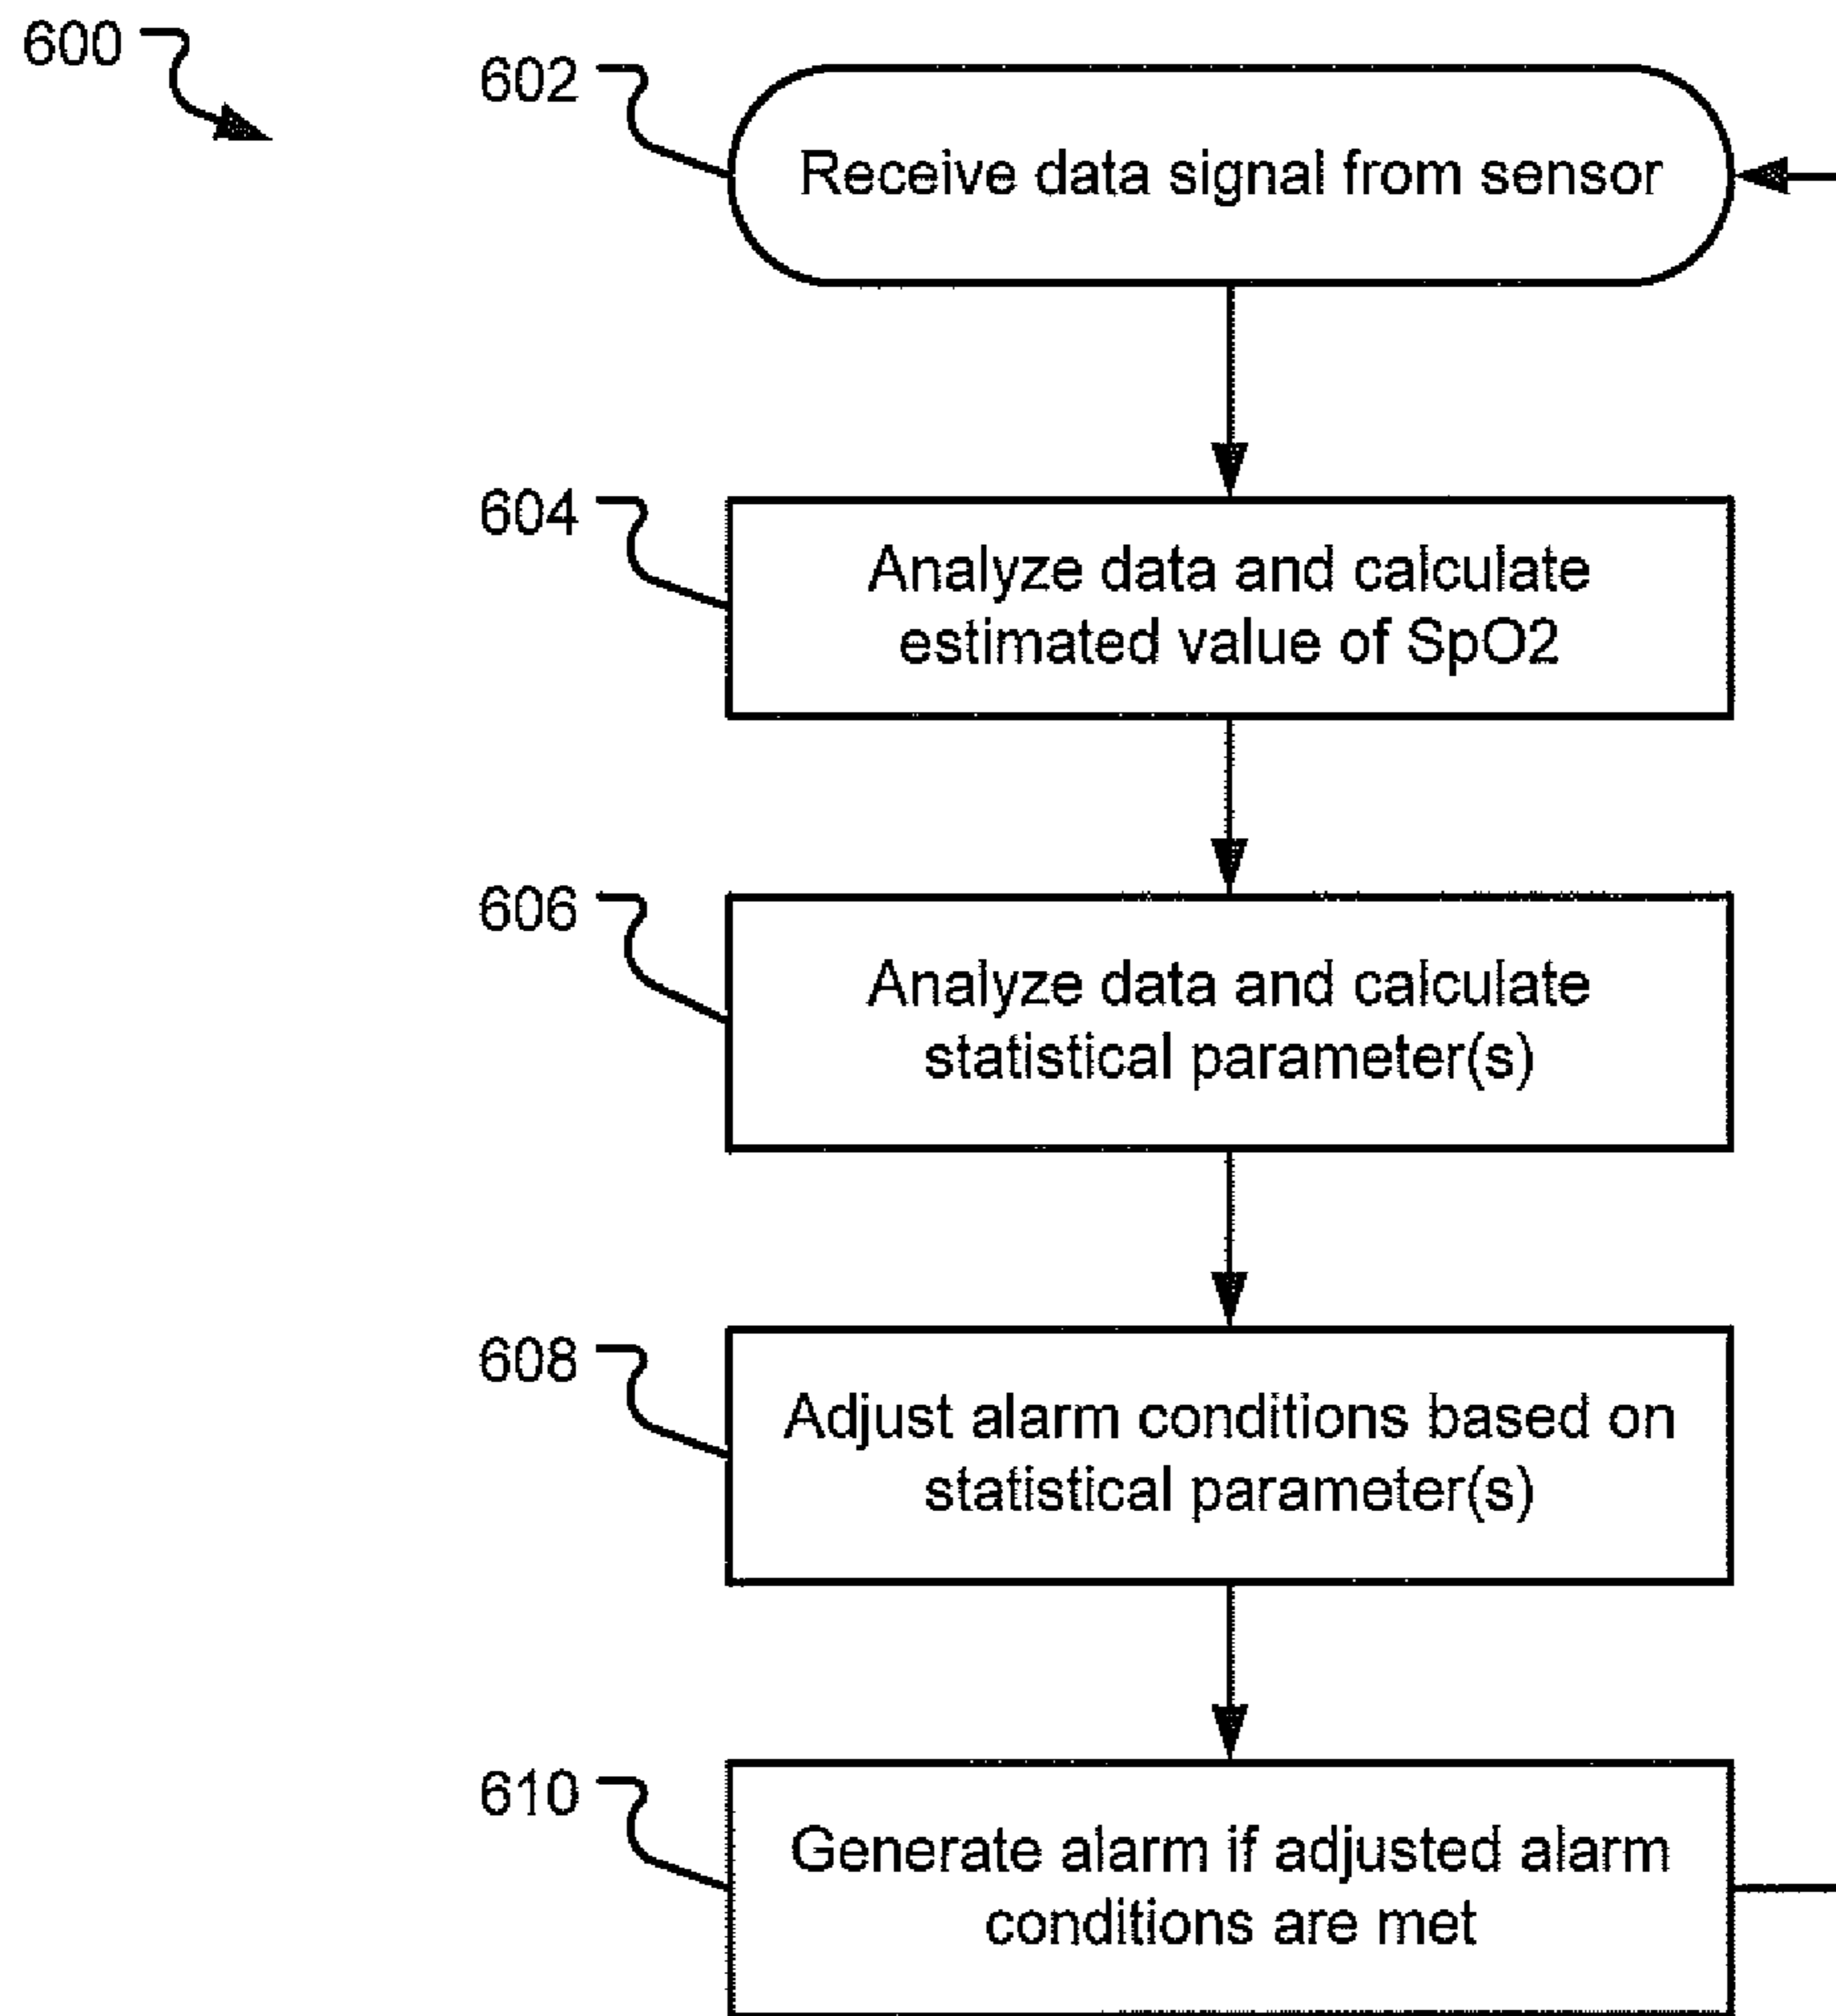 600
602
Receive data signal from sensor
604
Analyze data and calculate
estimated value of SpO2
606
Analyze data and calculate
statistical parameter(s)
608
Adjust alarm conditions based on
statistical parameter(s)
610
Generate alarm if adjusted alarm
conditions are met